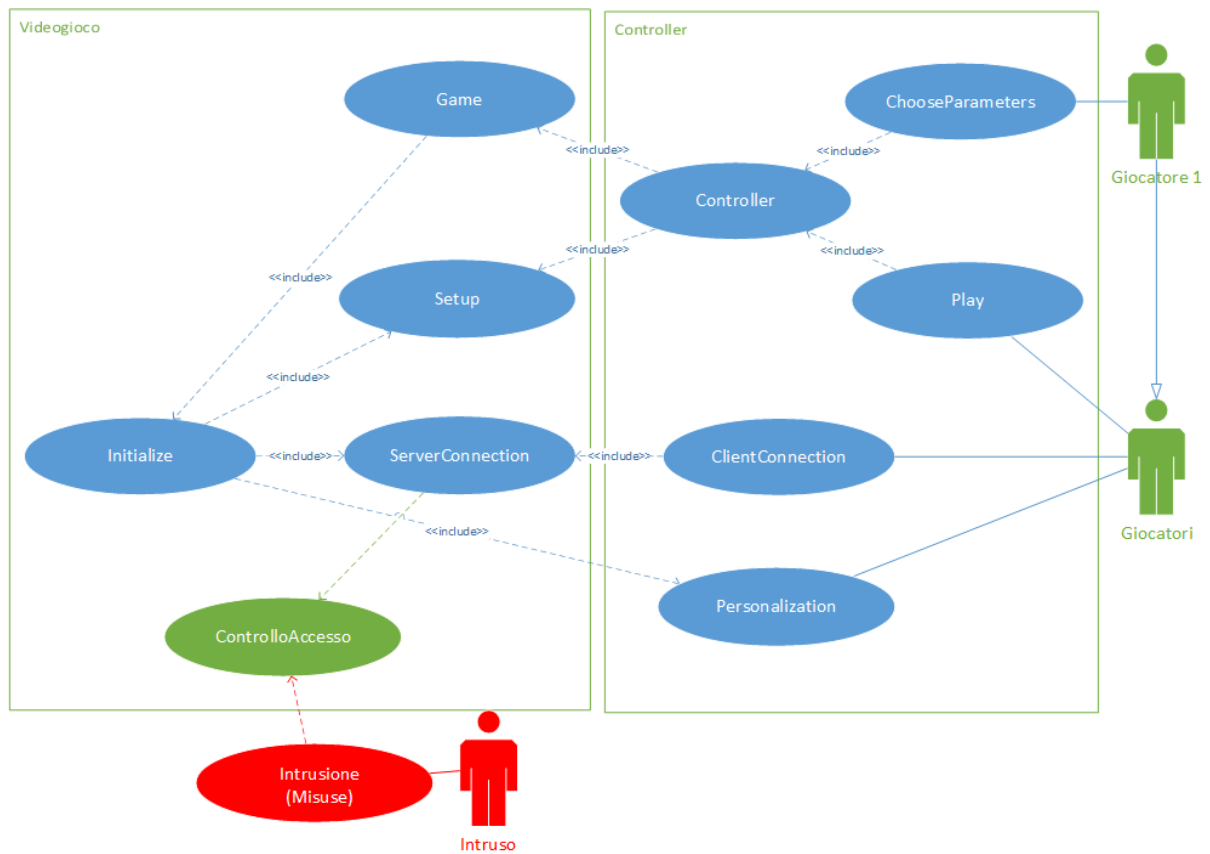 Videogioco
Controller
Game
ChooseParameters
<<include>>
<<include>>
Giocatore 1
Controller
<<include>>
<<include>>
<<include>>
Setup
Play
<<include>>
Initialize
<<include>>
ServerConnection
<<include>>
ClientConnection
<<include>>
Giocatori
Personalization
ControlloAccesso
Intrusione
(Misuse)
Intruso